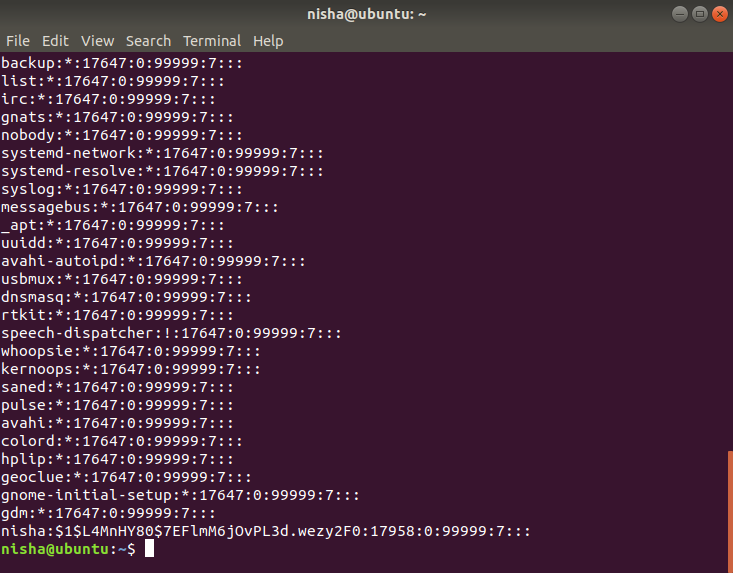 nisha@ubuntu: ~
File Edit View Search Terminal Help
backup:*:17647:0:99999:7:::
list:*:17647:0:99999:7:::
irc:*:17647:0:99999:7:::
gnats:*:17647:0:99999:7:::
nobody:*:17647:0:99999:7:::
systemd-network:*:17647:0:99999:7:::
systemd-resolve:*:17647:0:99999:7:::
syslog:*:17647:0:99999:7:::
messagebus:*:17647:0:99999:7:::
_apt:*:17647:0:99999:7:::
uuidd:*:17647:0:99999:7:::
avahi-autoipd:*:17647:0:99999:7:::
usbmux:*:17647:0:99999:7:::
dnsmasq:*:17647:0:99999:7:::
rtkit:*:17647:0:99999:7:::
speech-dispatcher:!:17647:0:99999:7:::
whoopsie:*:17647:0:99999:7:::
kernoops:*:17647:0:99999:7:::
saned:*:17647:0:99999:7:::
pulse:*:17647:0:99999:7:::
avahi:*:17647:0:99999:7:::
colord:*:17647:0:99999:7:::
hplip:*:17647:0:99999:7:::
geoclue:*:17647:0:99999:7:::
gnome-initial-setup:*:17647:0:99999:7:::
gdm:*:17647:0:99999:7:::
nisha:$1$L4MnHY80$7EFlmM6jOvPL3d.wezy2F0:17958:0:99999:7:::
nisha@ubuntu:~$